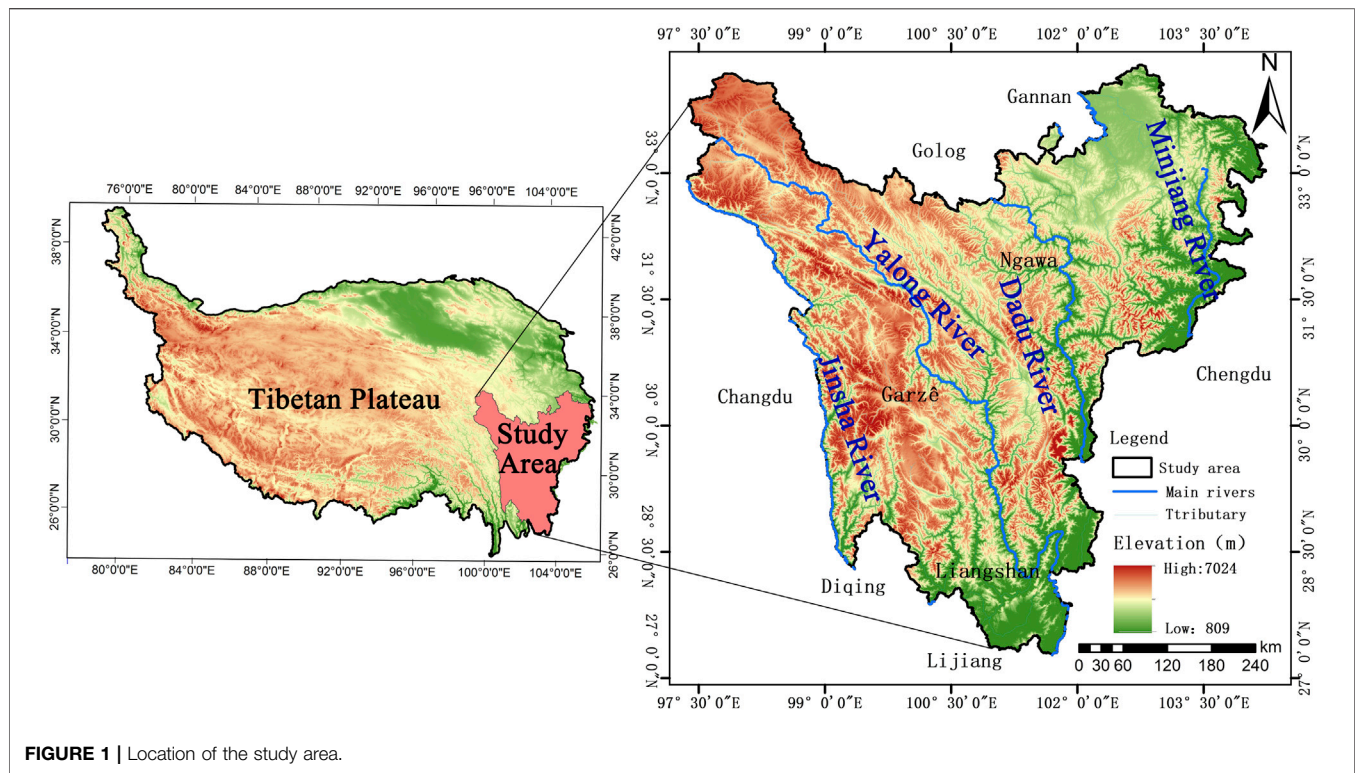 76°0'0"E 80°0'0"E 84°0'0"E 88°0'0"E 92°0'0"E 96°0'0"E 100°0'0"E 104°0'0"E
38°0'0"N
34°0'0"N
30°0'0"N
28°0'0"N
42°0'0"N
38°0'0"N
34°0'0"N
30°0'0"N
26°0'0"N
Tibetan Plateau
Study
Area
80°0'0"E 84°0'0"E 88°0'0"E 92°0'0"E 96°0'0"E 100°0'0"E 104°0'0"E
97° 30′0″E 99° 0′0″E 100° 30′0″E 102° 0′0″E 103° 30′0″E
33° 0′0″N
31° 30′0″N
30° 0′0″N
28° 30′0″N
27° 0′0″N
N
Gannan
Golog
Minjiang River
Yalong River
Ngawa
Dadu River
Jinsha River
Changdu
Garzê
Chengdu
Diqing
Liangshan
Lijiang
33° 0′0″N
31° 30′0″N
30° 0′0″N
28° 30′0″N
27° 0′0″N
Legend
Study area
Main rivers
Ttributary
Elevation (m)
High:7024
Low: 809
km
0 30 60 120 180 240
97° 30′0″E 99° 0′0″E 100° 30′0″E 102° 0′0″E 103° 30′0″E
FIGURE 1 | Location of the study area.